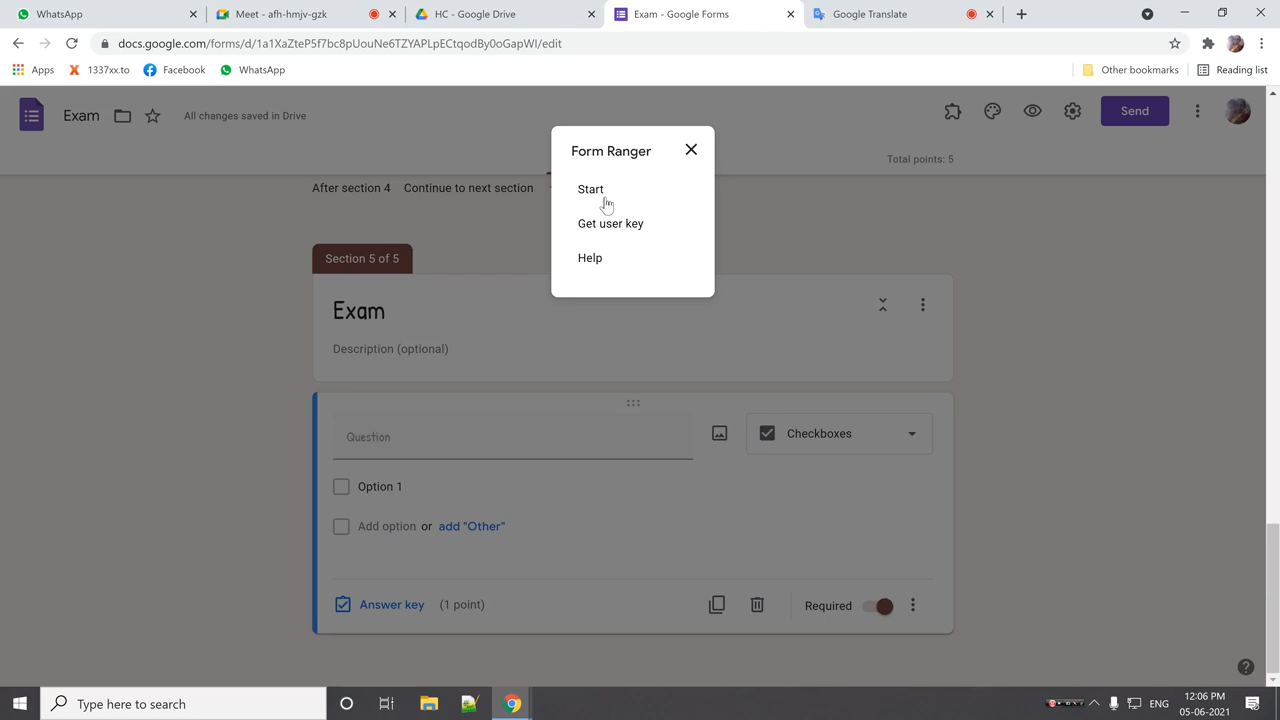 WhatsApp
Meet - afh-hmjv-gzk
HC - Google Drive
Exam - Google Forms
Google Translate
docs.google.com/forms/d/1a1XaZteP5f7bc8pUouNe6TZYAPLpECtqodBy0oGapWI/edit
Apps
1337xx.to
Facebook
WhatsApp
Other bookmarks
Reading list
Exam
All changes saved in Drive
Send
Total points: 5
Form Ranger
Start
Get user key
Help
After section 4 Continue to next section
Section 5 of 5
Exam
Description (optional)
Question
Checkboxes
Option 1
Add option or add "Other"
Answer key (1 point)
Required
Type here to search
ENG
12:06 PM
05-06-2021